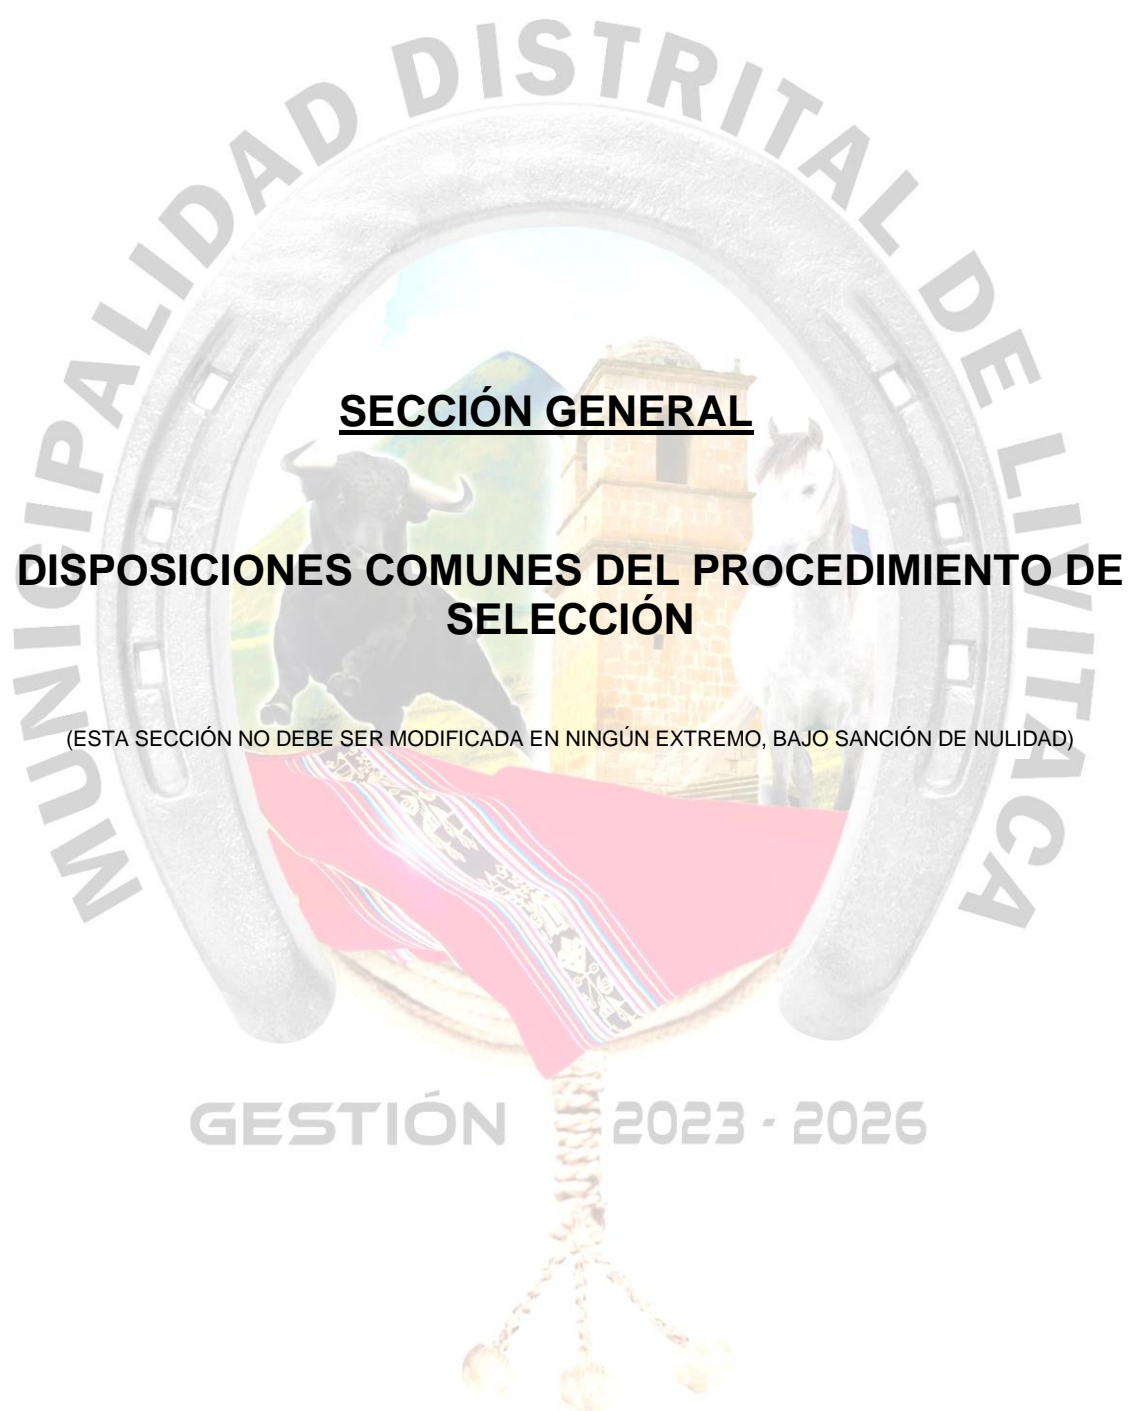 MUNICIPALIDAD DISTRITAL DE LIVITACA
SECCIÓN GENERAL
DISPOSICIONES COMUNES DEL PROCEDIMIENTO DE
SELECCIÓN
(ESTA SECCIÓN NO DEBE SER MODIFICADA EN NINGÚN EXTREMO, BAJO SANCIÓN DE NULIDAD)
GESTIÓN 2023 - 2026